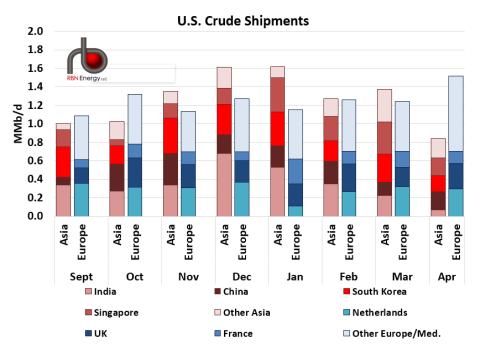 U.S. Crude Shipments
MMb/d
2.0
1.8
1.6
1.4
1.2
1.0
0.8
0.6
0.4
0.2
0.0
RBN Energy LLC
Asia Europe Asia Europe Asia Europe Asia Europe Asia Europe Asia Europe Asia Europe Asia Europe
Sept Oct Nov Dec Jan Feb Mar Apr
India China South Korea
Singapore Other Asia Netherlands
UK France Other Europe/Med.